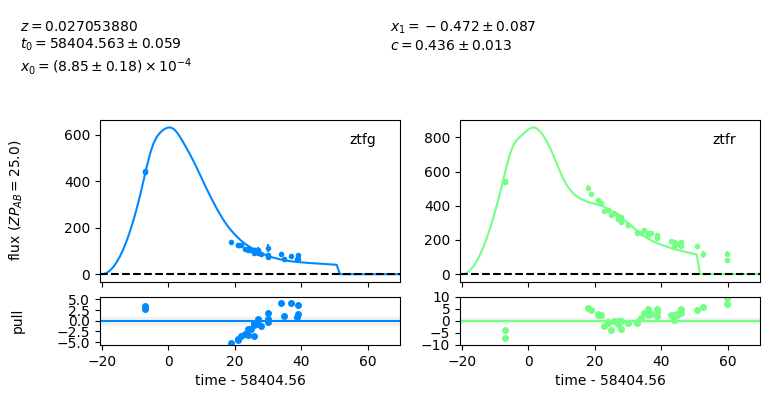 z = 0.027053880
t₀ = 58404.563 ± 0.059
x₀ = (8.85 ± 0.18) × 10⁻⁴
x₁ = −0.472 ± 0.087
c = 0.436 ± 0.013
flux (ZP_AB = 25.0)
600
400
200
0
ztfg
800
600
400
200
0
ztfr
pull
5.0
2.5
0.0
−2.5
−5.0
−20 0 20 40 60
time - 58404.56
10
5
0
−5
−10
−20 0 20 40 60
time - 58404.56